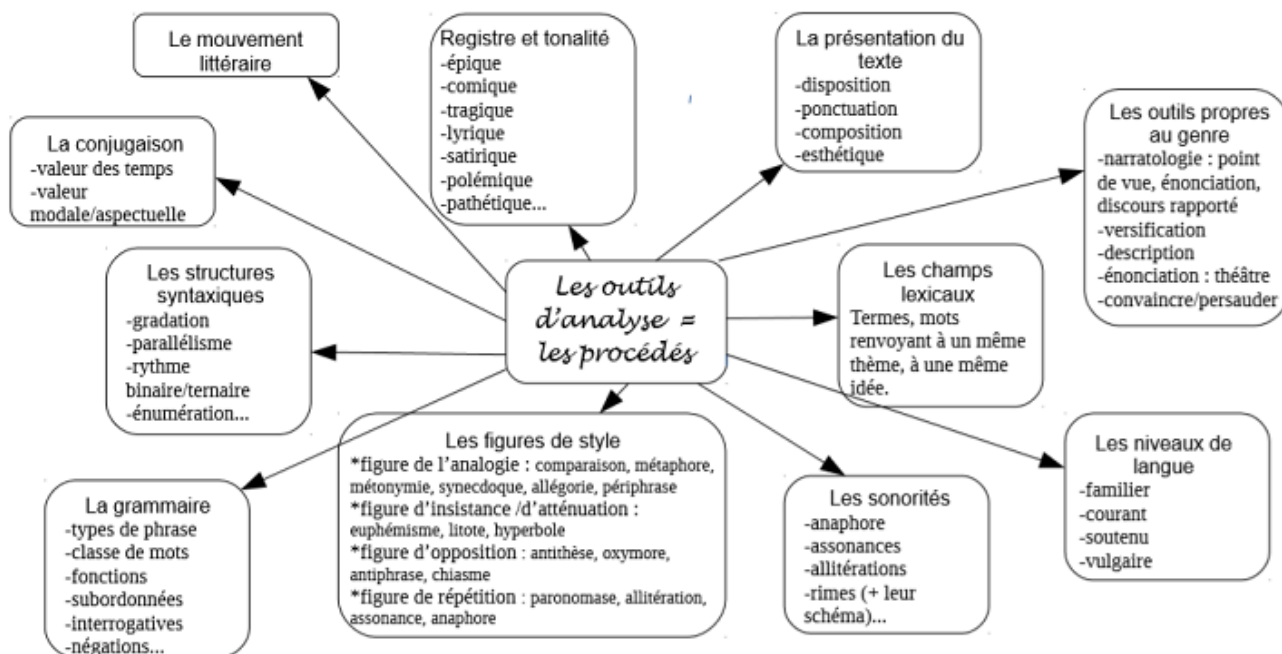 Le mouvement
littéraire
Registre et tonalité
-épique
-comique
-tragique
-lyrique
-satirique
-polémique
-pathétique...
La présentation du
texte
-disposition
-ponctuation
-composition
-esthétique
Les outils propres
au genre
-narratologie : point
de vue, énonciation,
discours rapporté
-versification
-description
-énonciation : théâtre
-convaincre/persauder
La conjugaison
-valeur des temps
-valeur
modale/aspectuelle
Les structures
syntaxiques
-gradation
-parallélisme
-rythme
binaire/ternaire
-énumération...
Les outils
d'analyse =
les procédés
Les champs
lexicaux
Termes, mots
renvoyant à un même
thème, à une même
idée.
La grammaire
-types de phrase
-classe de mots
-fonctions
-subordonnées
-interrogatives
-négations...
Les figures de style
*figure de l'analogie : comparaison, métaphore,
métonymie, synecdoque, allégorie, périphrase
*figure d'insistance /d'atténuation :
euphémisme, litote, hyperbole
*figure d'opposition : antithèse, oxymore,
antiphrase, chiasme
*figure de répétition : paronomase, allitération,
assonance, anaphore
Les sonorités
-anaphore
-assonances
-allitérations
-rimes (+ leur
schéma)...
Les niveaux de
langue
-familier
-courant
-soutenu
-vulgaire